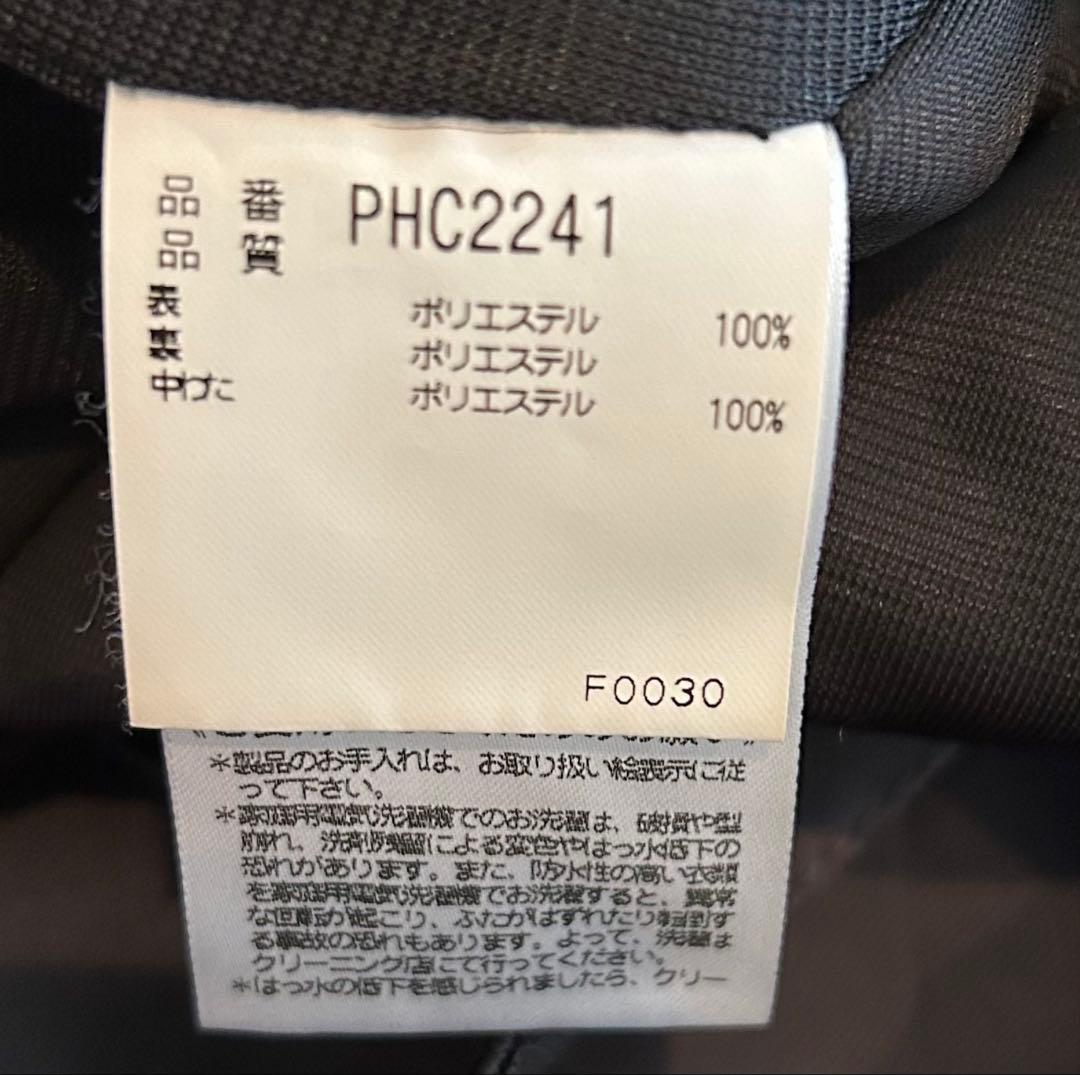 品 番 PHC2241
品 質
表 ポリエステル 100%
裏 ポリエステル
中わた ポリエステル 100%
F0030
*製品のお手入れは、お取り扱い絵表示に従
って下さい。
*家庭用電気洗濯機でのお洗濯は、破損や型
崩れ、洗剤残留による変色やはっ水低下の
恐れがあります。また、防水性の高い衣類
を家庭用電気洗濯機でお洗濯すると、異常
な回転が起こり、ふたがはずれたり転倒す
る事故の恐れもあります。よって、洗濯は
クリーニング店にて行ってください。
*はっ水の低下を感じられましたら、クリー